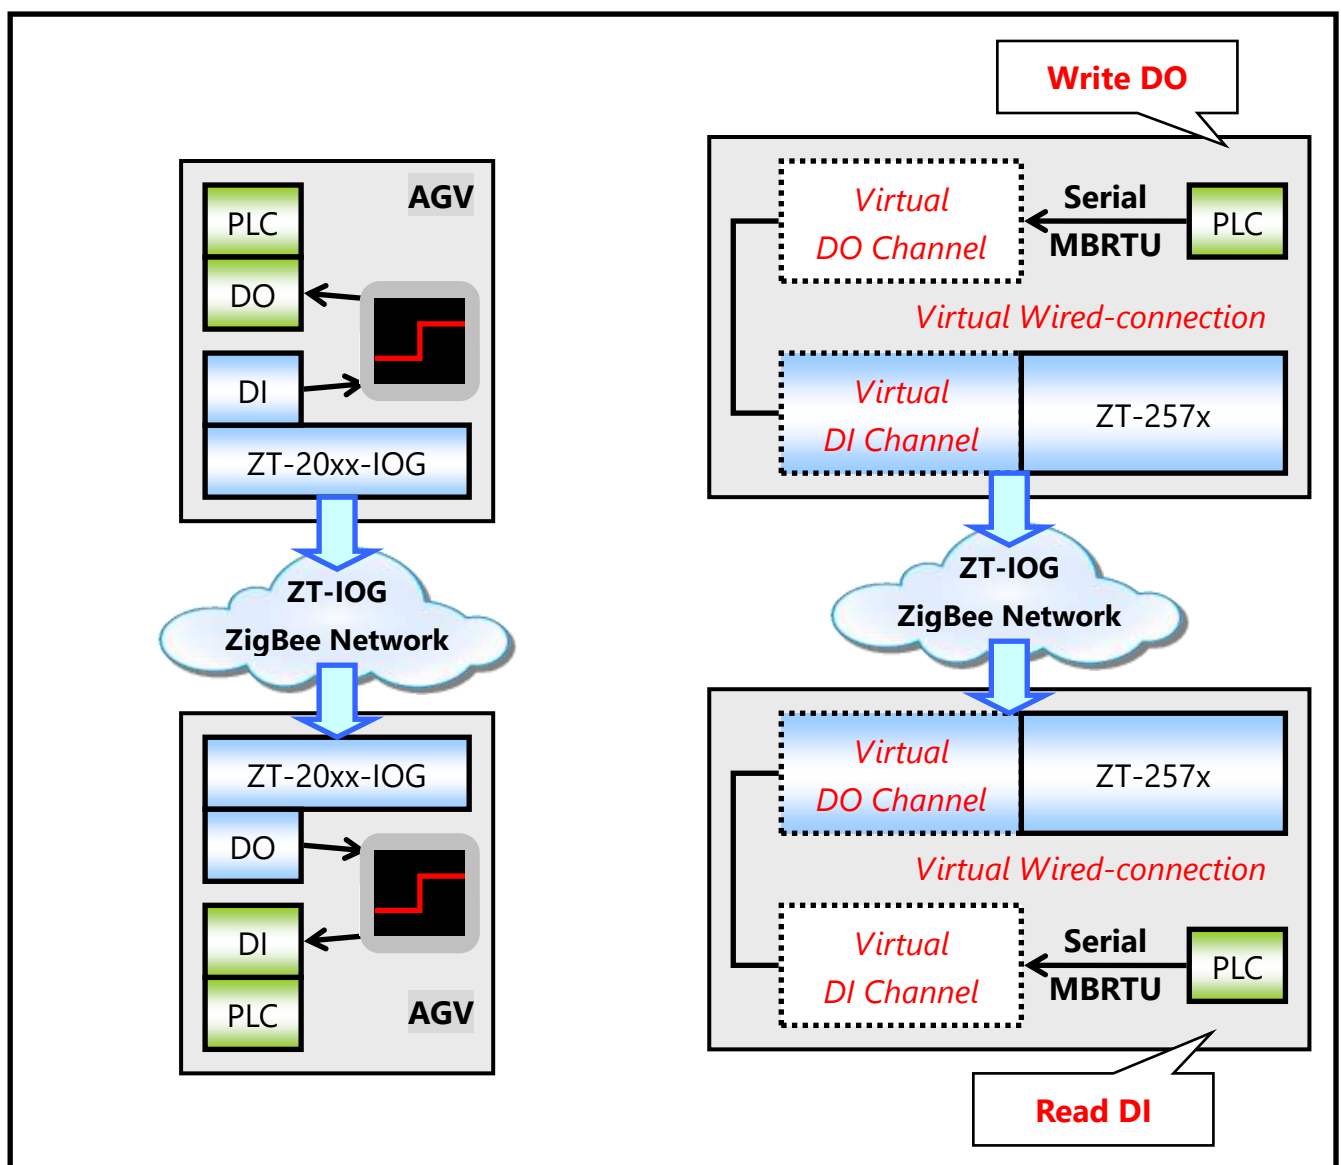 AGV
PLC
DO
DI
ZT-20xx-IOG
ZT-IOG
ZigBee Network
ZT-20xx-IOG
DO
DI
PLC
AGV
Write DO
Virtual
DO Channel
Serial
MBRTU
PLC
Virtual Wired-connection
Virtual
DI Channel
ZT-257x
ZT-IOG
ZigBee Network
Virtual
DO Channel
ZT-257x
Virtual Wired-connection
Virtual
DI Channel
Serial
MBRTU
PLC
Read DI